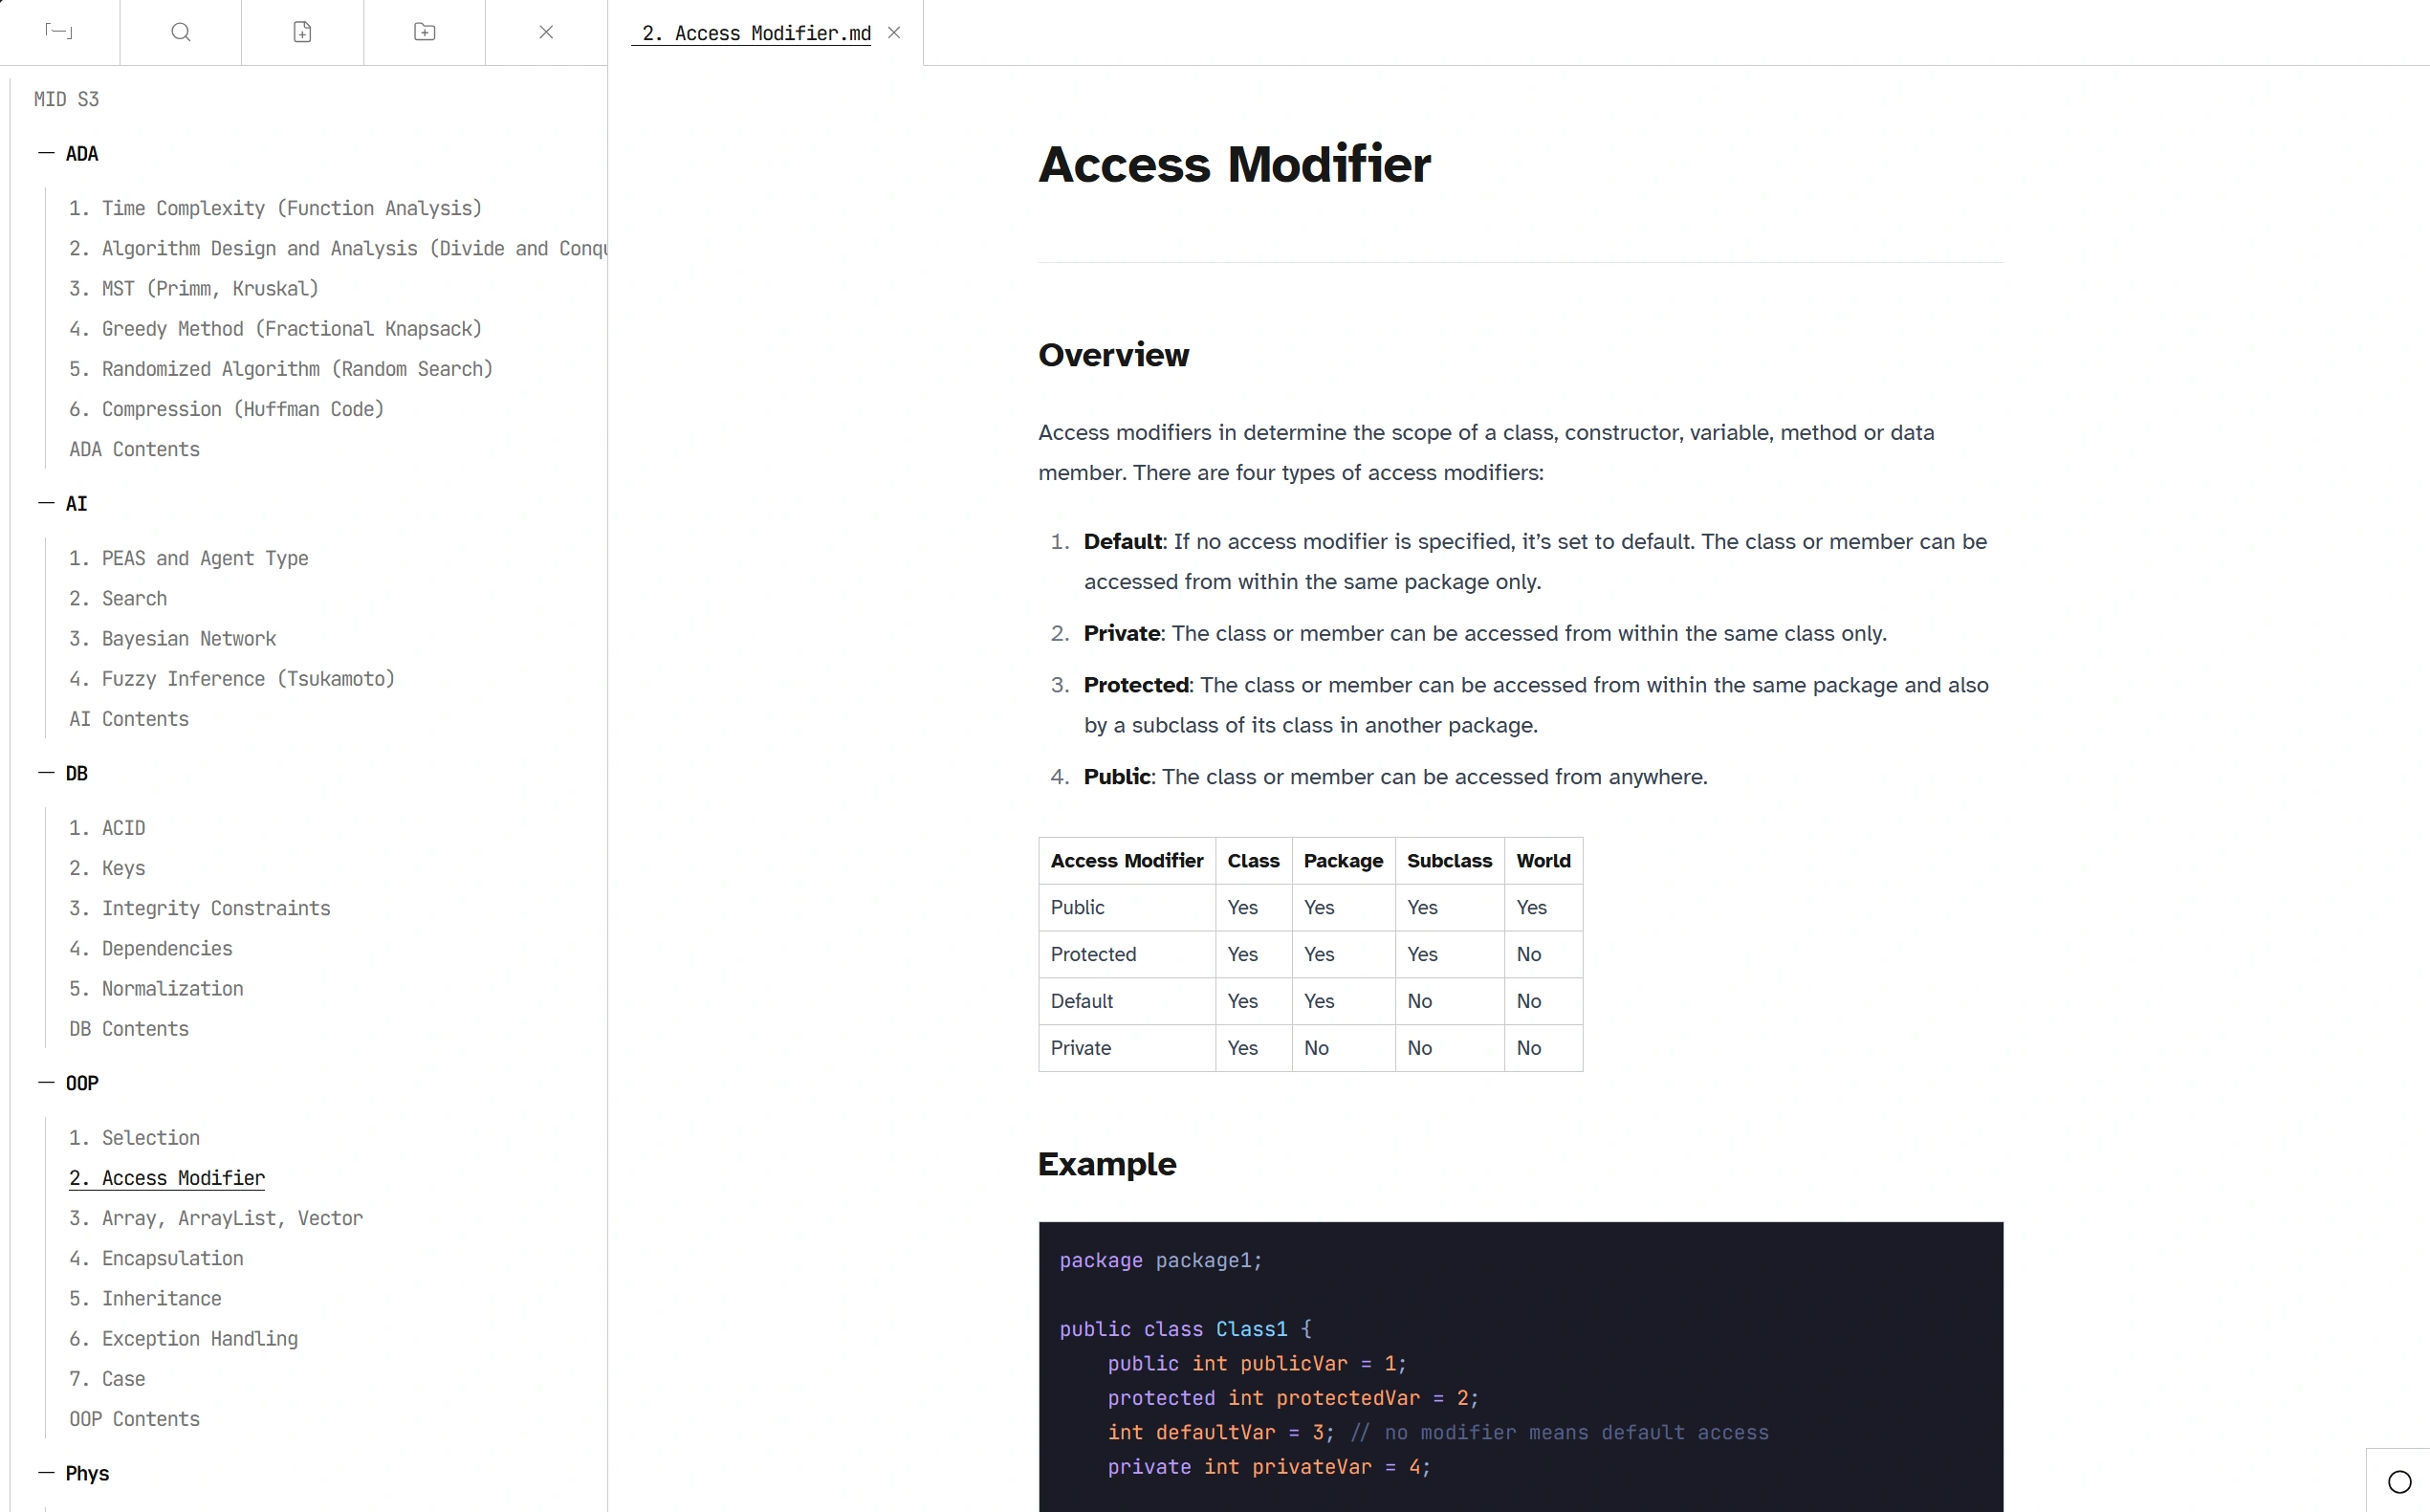 MID S3
ADA
1. Time Complexity (Function Analysis)
2. Algorithm Design and Analysis (Divide and Conqu
3. MST (Primm, Kruskal)
4. Greedy Method (Fractional Knapsack)
5. Randomized Algorithm (Random Search)
6. Compression (Huffman Code)
ADA Contents
AI
1. PEAS and Agent Type
2. Search
3. Bayesian Network
4. Fuzzy Inference (Tsukamoto)
AI Contents
DB
1. ACID
2. Keys
3. Integrity Constraints
4. Dependencies
5. Normalization
DB Contents
OOP
1. Selection
2. Access Modifier
3. Array, ArrayList, Vector
4. Encapsulation
5. Inheritance
6. Exception Handling
7. Case
OOP Contents
Phys
2. Access Modifier.md
Access Modifier
Overview
Access modifiers in determine the scope of a class, constructor, variable, method or data
member. There are four types of access modifiers:
1. Default: If no access modifier is specified, it’s set to default. The class or member can be
accessed from within the same package only.
2. Private: The class or member can be accessed from within the same class only.
3. Protected: The class or member can be accessed from within the same package and also
by a subclass of its class in another package.
4. Public: The class or member can be accessed from anywhere.
Access Modifier Class Package Subclass World
Public Yes Yes Yes Yes
Protected Yes Yes Yes No
Default Yes Yes No No
Private Yes No No No
Example
package package1;
public class Class1 {
public int publicVar = 1;
protected int protectedVar = 2;
int defaultVar = 3; // no modifier means default access
private int privateVar = 4;